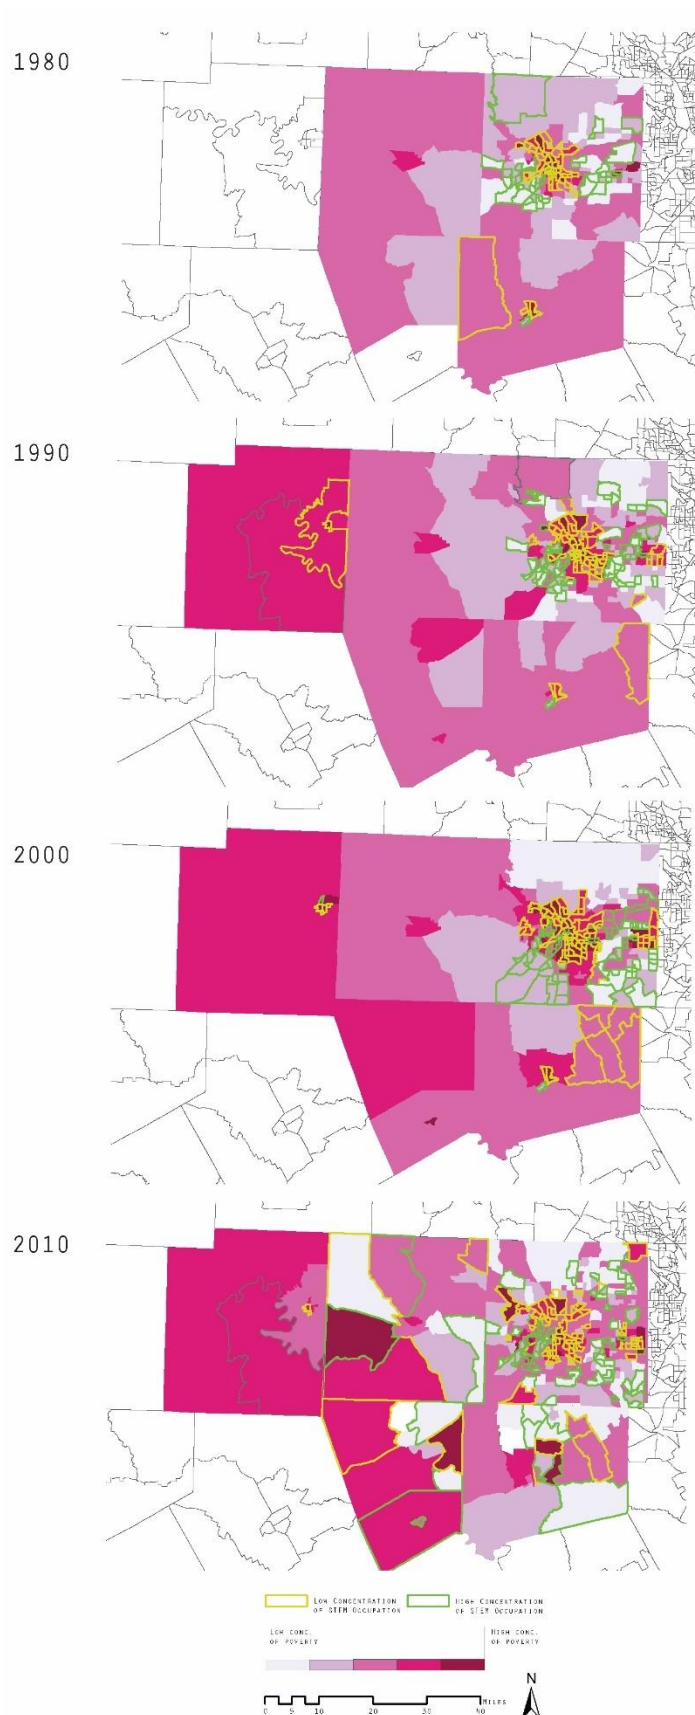 1980
1990
2000
2010
LOW CONCENTRATION
OF STEM OCCUPATION
HIGH CONCENTRATION
OF STEM OCCUPATION
LOW CONC.
OF POVERTY
HIGH CONC.
OF POVERTY
N
MILES
0 5 10 20 30 40